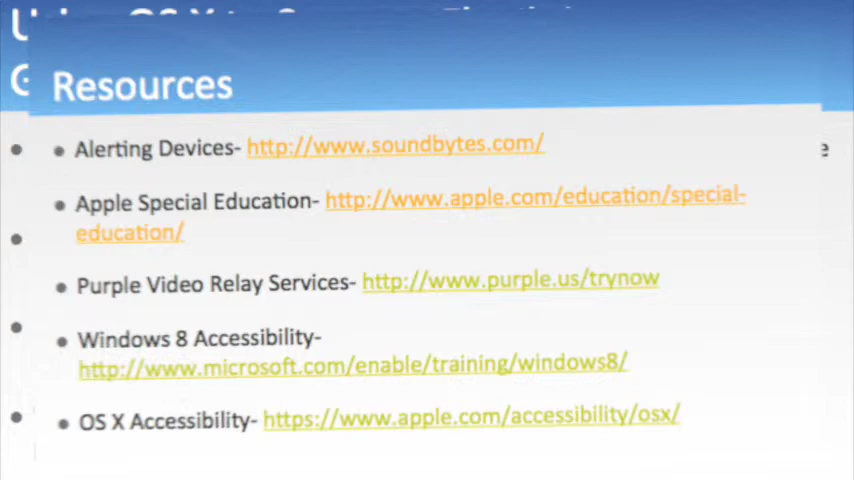 Resources
Alerting Devices- http://www.soundbytes.com/
Apple Special Education- http://www.apple.com/education/special-
education/
Purple Video Relay Services- http://www.purple.us/trynow
Windows 8 Accessibility-
http://www.microsoft.com/enable/training/windows8/
OS X Accessibility- https://www.apple.com/accessibility/osx/